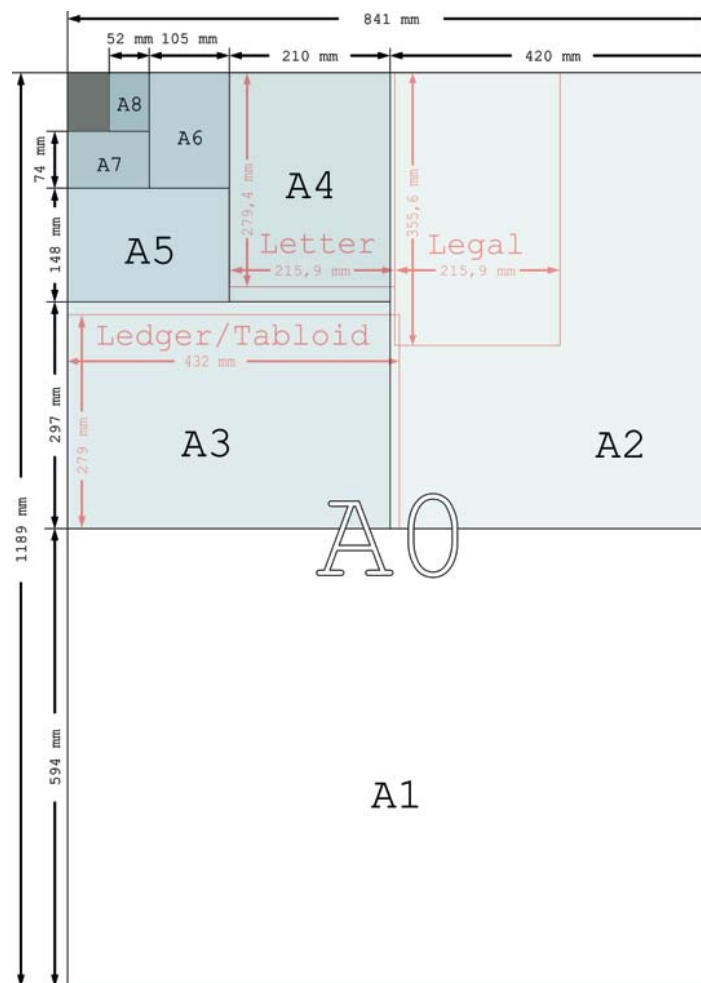 841 mm
52 mm 105 mm
210 mm
420 mm
A8
A6
A7
74 mm
A4
279,4 mm
355,6 mm
Letter
Legal
215,9 mm
215,9 mm
A5
148 mm
Ledger/Tabloid
432 mm
A3
A2
297 mm
279 mm
A0
1189 mm
594 mm
A1